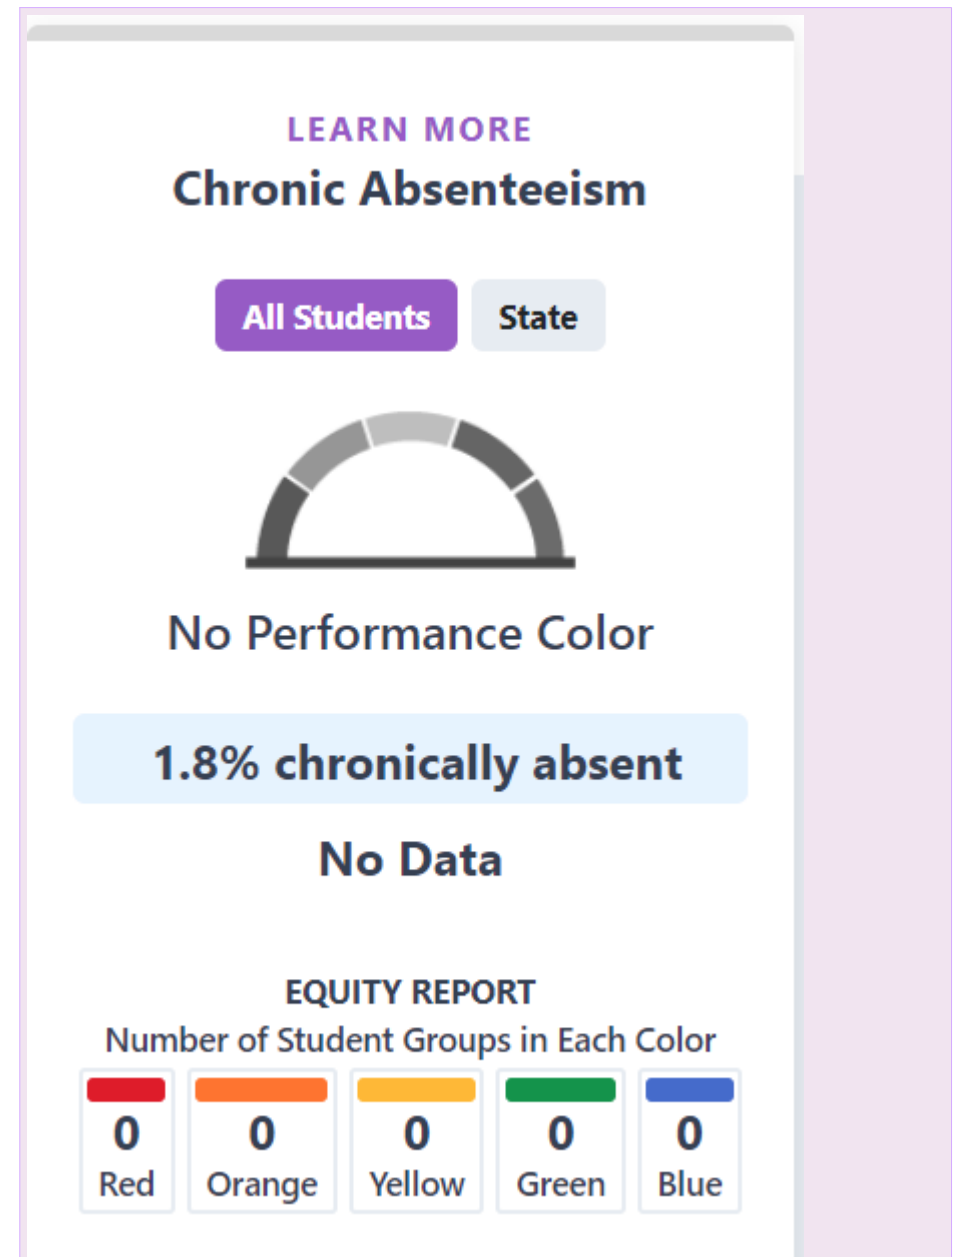 LEARN MORE
Chronic Absenteeism
All Students State
No Performance Color
1.8% chronically absent
No Data
EQUITY REPORT
Number of Student Groups in Each Color
0 0 0 0 0
Red Orange Yellow Green Blue